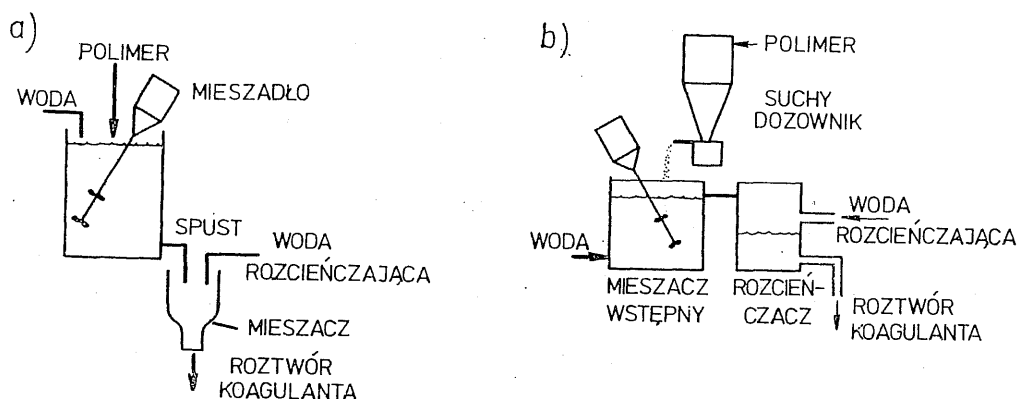 a)
POLIMER
WODA
MIESZADŁO
SPUST
WODA
ROZCIEŃCZAJĄCA
MIESZACZ
ROZTWÓR
KOAGULANTA
b)
POLIMER
SUCHY
DOZOWNIK
WODA
ROZCIEŃCZAJĄCA
WODA
MIESZACZ
WSTĘPNY
ROZCIEŃ-
CZACZ
ROZTWÓR
KOAGULANTA